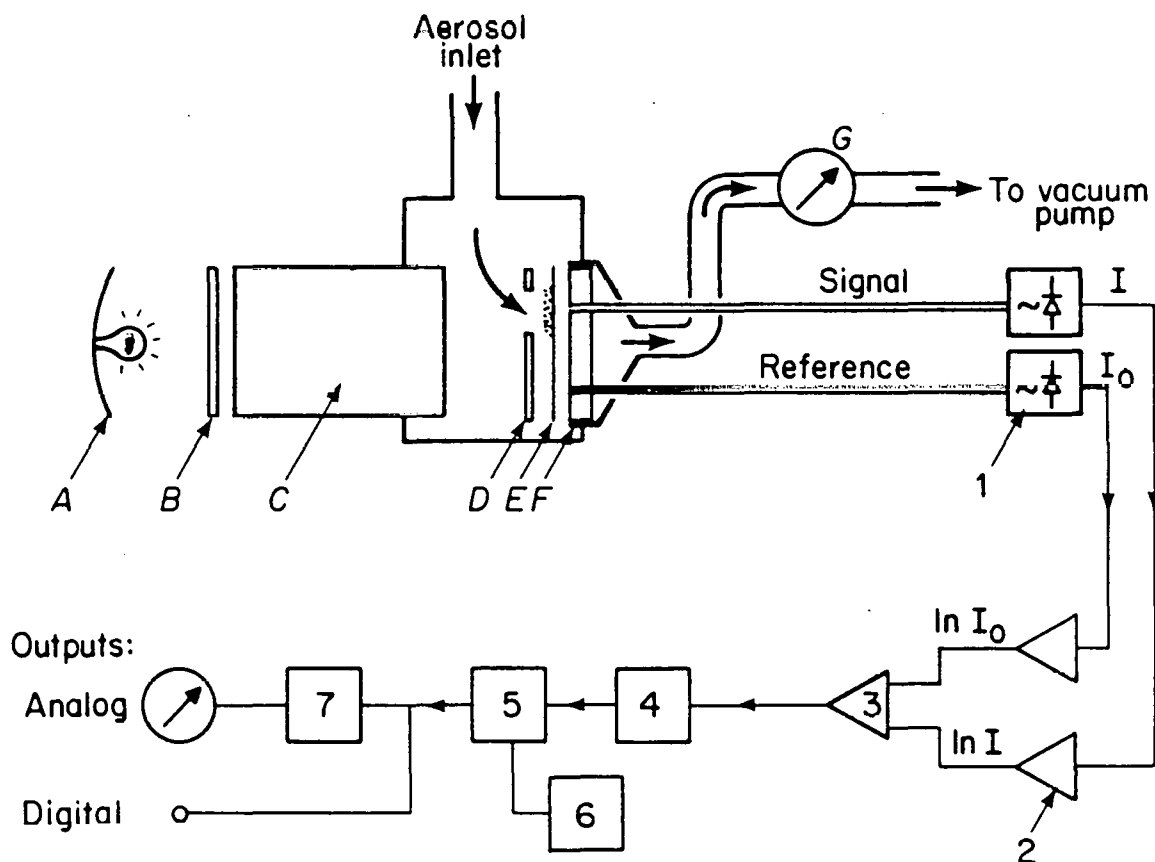 Aerosol
inlet
G
To vacuum
pump
Signal
I
Reference
I₀
A
B
C
D
E
F
1
ln I₀
Outputs:
Analog
7
5
4
3
ln I
Digital
6
2